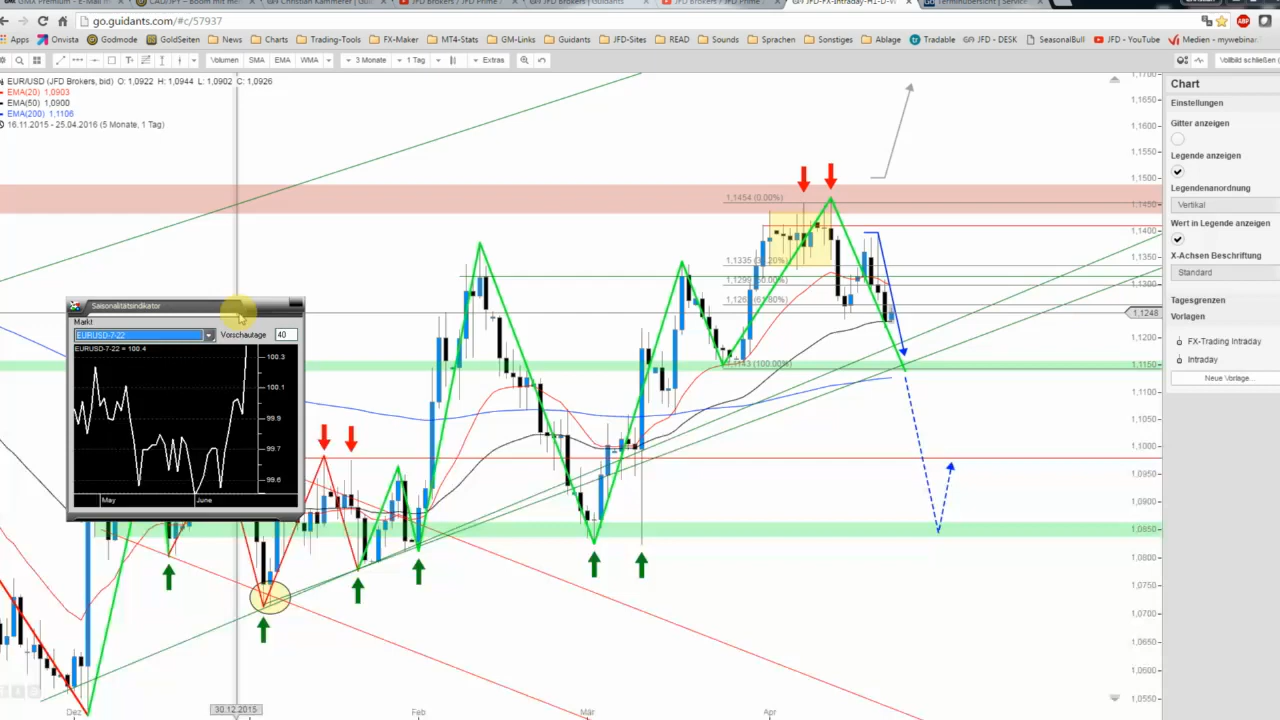 go.guidants.com/#c/57937
Apps Onvista Godmode GoldSeiten News Charts Trading-Tools FX-Maker MT4-Stats GM-Links Guidants JFD-Sites READ Sounds Sprachen Sonstiges Ablage Tradable JFD - DESK SeasonalBull JFD - YouTube Medien - mywebinar
Volumen SMA EMA WMA 3 Monate 1 Tag Extras Vollbild schließen
EUR/USD (JFD Brokers, bid) O: 1,0922 H: 1,0944 L: 1,0902 C: 1,0926
EMA(20) 1,0903
EMA(50) 1,0900
EMA(200) 1,1106
16.11.2015 - 25.04.2016 (5 Monate, 1 Tag)
1,1454 (0.00%)
1,1143 (100.00%)
Saisonalitätsindikator
Markt
EURUSD-7-22
Vorschautage 40
EURUSD-7-22 = 100.4
100.3
100.1
99.9
99.7
99.6
May June
1,1650
1,1600
1,1550
1,1500
1,1450
1,1400
1,1350
1,1300
1,1248
1,1200
1,1150
1,1100
1,1050
1,1000
1,0950
1,0900
1,0850
1,0800
1,0750
1,0700
1,0650
1,0600
1,0550
Dez 30.12.2015 Feb Mär Apr
Chart
Einstellungen
Gitter anzeigen
Legende anzeigen
Legendenanordnung
Vertikal
Wert in Legende anzeigen
X-Achsen Beschriftung
Standard
Tagesgrenzen
Vorlagen
FX-Trading Intraday
Intraday
Neue Vorlage...